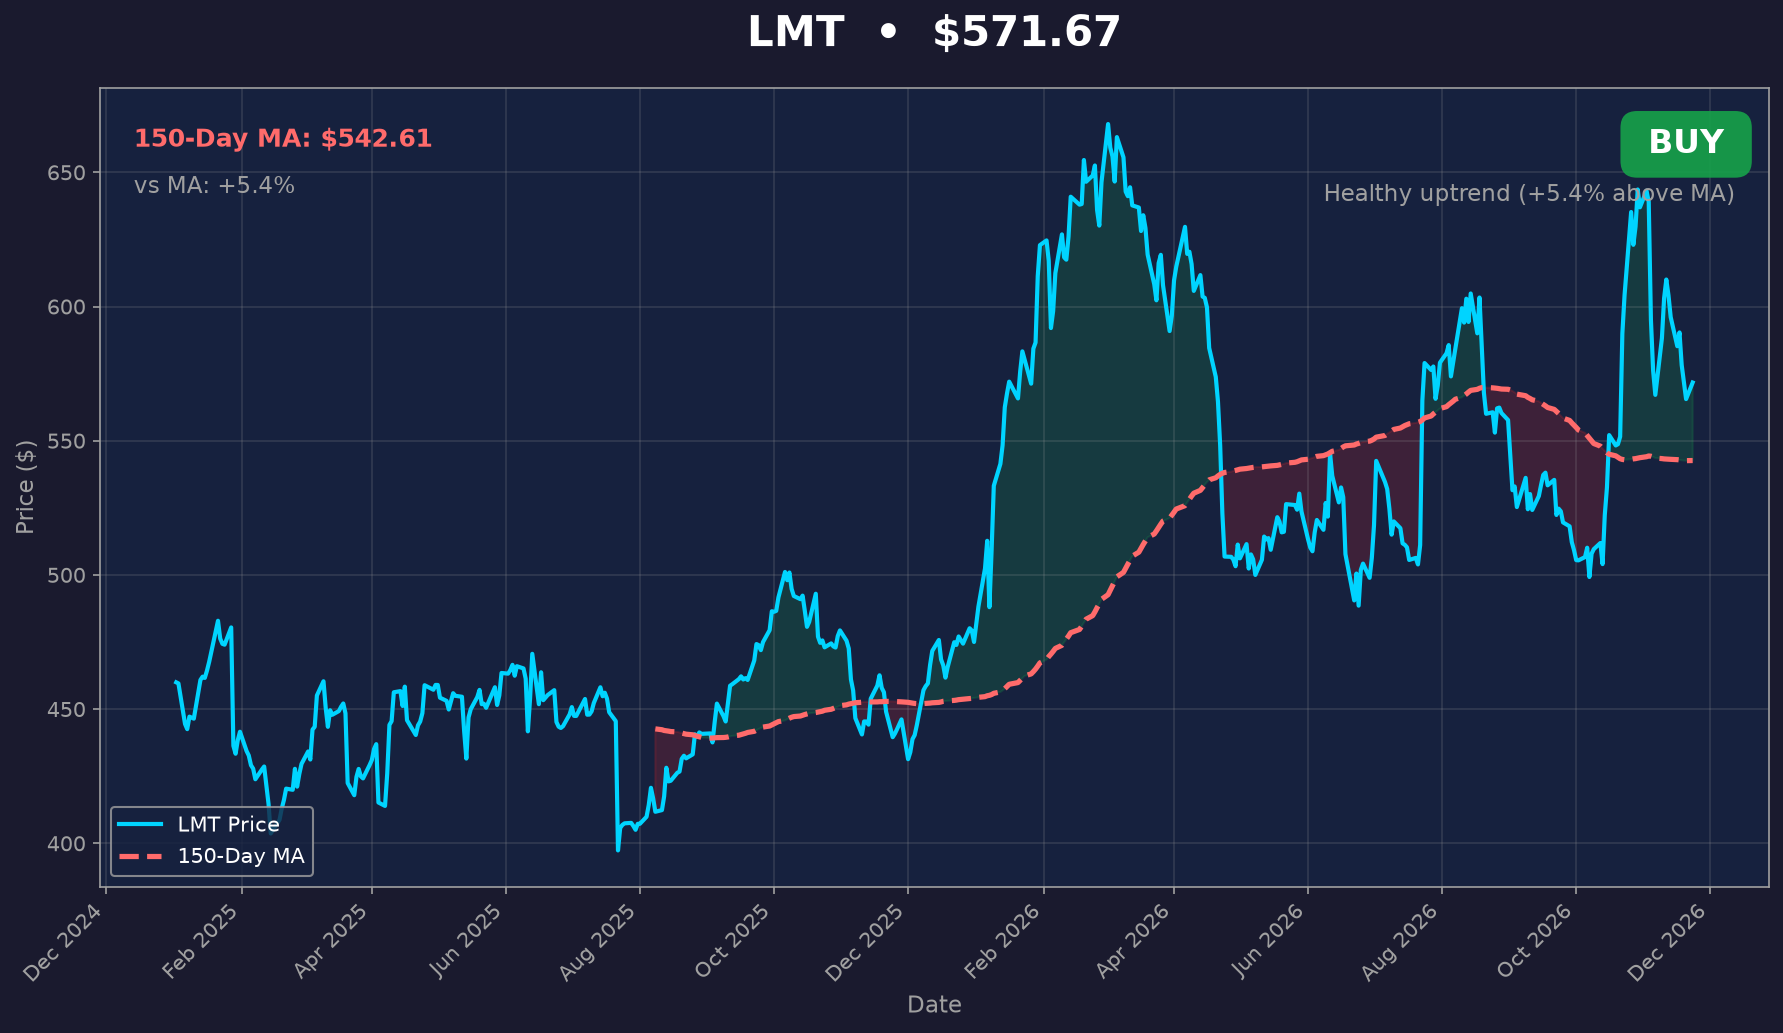 LMT • $571.67
150-Day MA: $542.61
vs MA: +5.4%
BUY
Healthy uptrend (+5.4% above MA)
Price ($)
650
600
550
500
450
400
LMT Price
150-Day MA
Dec 2024
Feb 2025
Apr 2025
Jun 2025
Aug 2025
Oct 2025
Dec 2025
Feb 2026
Apr 2026
Jun 2026
Aug 2026
Oct 2026
Dec 2026
Date